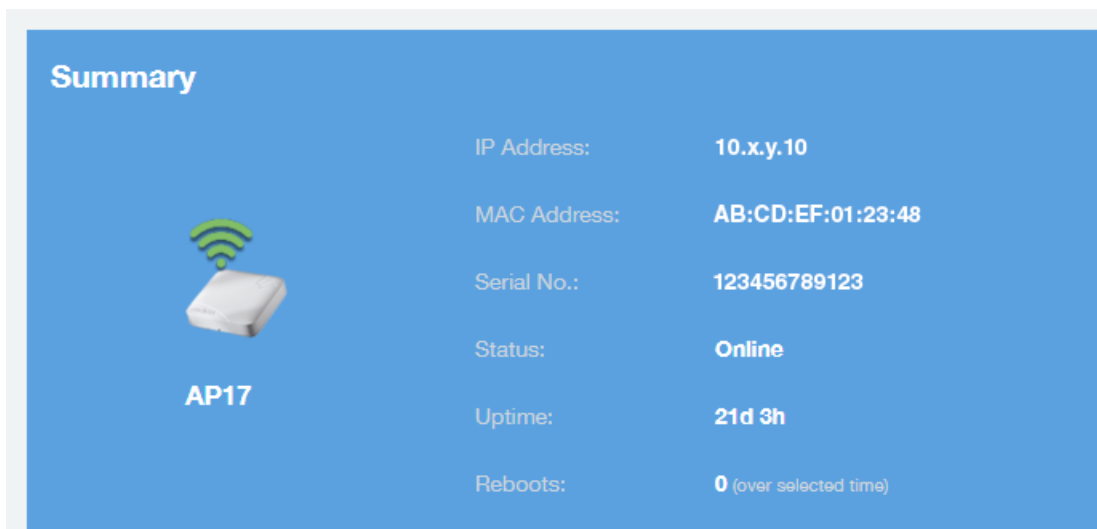 Summary
IP Address: 10.x.y.10
MAC Address: AB:CD:EF:01:23:48
Serial No.: 123456789123
Status: Online
AP17
Uptime: 21d 3h
Reboots: 0 (over selected time)